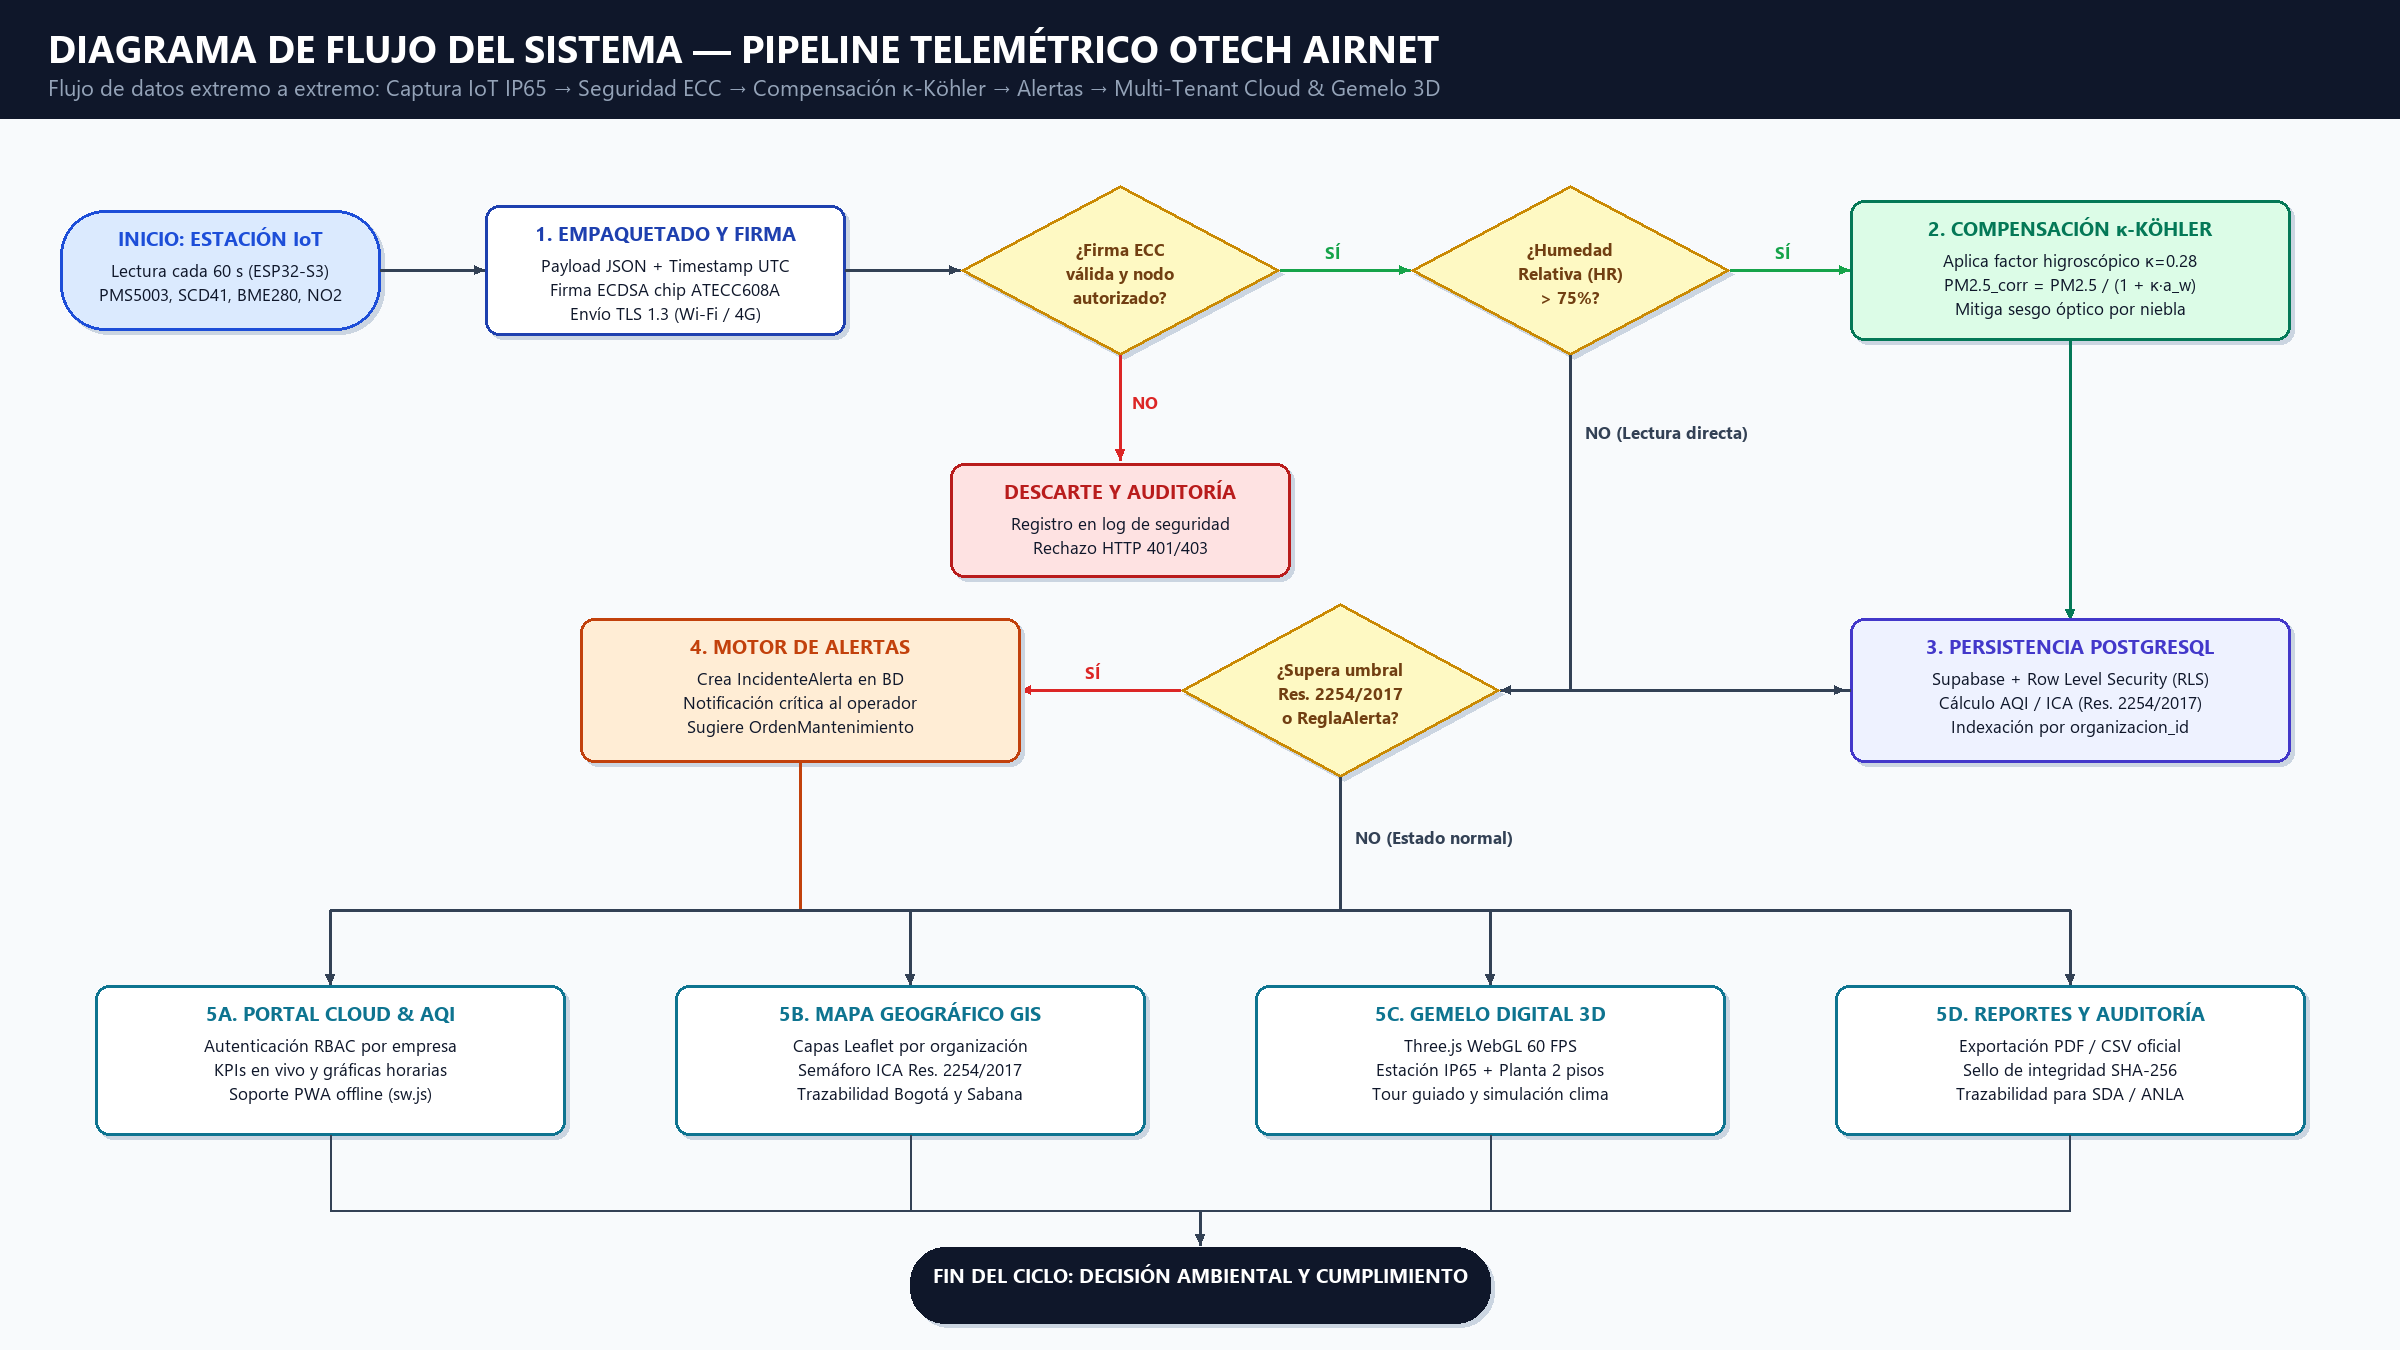 DIAGRAMA DE FLUJO DEL SISTEMA — PIPELINE TELEMÉTRICO OTECH AIRNET
Flujo de datos extremo a extremo: Captura IoT IP65 → Seguridad ECC → Compensación κ-Köhler → Alertas → Multi-Tenant Cloud & Gemelo 3D
INICIO: ESTACIÓN IoT
Lectura cada 60 s (ESP32-S3)
PMS5003, SCD41, BME280, NO2
1. EMPAQUETADO Y FIRMA
Payload JSON + Timestamp UTC
Firma ECDSA chip ATECC608A
Envío TLS 1.3 (Wi-Fi / 4G)
¿Firma ECC
válida y nodo
autorizado?
SÍ
¿Humedad
Relativa (HR)
> 75%?
SÍ
2. COMPENSACIÓN κ-KÖHLER
Aplica factor higroscópico κ=0.28
PM2.5_corr = PM2.5 / (1 + κ·a_w)
Mitiga sesgo óptico por niebla
NO
NO (Lectura directa)
DESCARTE Y AUDITORÍA
Registro en log de seguridad
Rechazo HTTP 401/403
4. MOTOR DE ALERTAS
Crea IncidenteAlerta en BD
Notificación crítica al operador
Sugiere OrdenMantenimiento
SÍ
¿Supera umbral
Res. 2254/2017
o ReglaAlerta?
3. PERSISTENCIA POSTGRESQL
Supabase + Row Level Security (RLS)
Cálculo AQI / ICA (Res. 2254/2017)
Indexación por organizacion_id
NO (Estado normal)
5A. PORTAL CLOUD & AQI
Autenticación RBAC por empresa
KPIs en vivo y gráficas horarias
Soporte PWA offline (sw.js)
5B. MAPA GEOGRÁFICO GIS
Capas Leaflet por organización
Semáforo ICA Res. 2254/2017
Trazabilidad Bogotá y Sabana
5C. GEMELO DIGITAL 3D
Three.js WebGL 60 FPS
Estación IP65 + Planta 2 pisos
Tour guiado y simulación clima
5D. REPORTES Y AUDITORÍA
Exportación PDF / CSV oficial
Sello de integridad SHA-256
Trazabilidad para SDA / ANLA
FIN DEL CICLO: DECISIÓN AMBIENTAL Y CUMPLIMIENTO